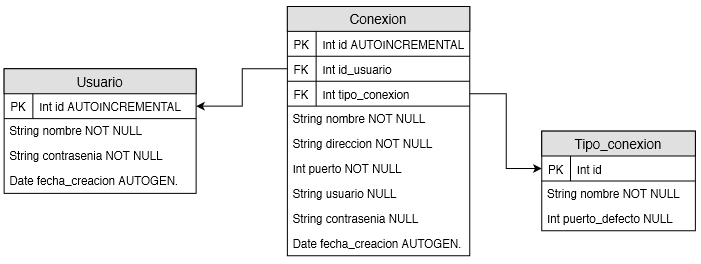 Conexion
PK Int id AUTOINCREMENTAL
FK Int id_usuario
FK Int tipo_conexion
String nombre NOT NULL
String direccion NOT NULL
Int puerto NOT NULL
String usuario NULL
String contrasenia NULL
Date fecha_creacion AUTOGEN.
Usuario
PK Int id AUTOINCREMENTAL
String nombre NOT NULL
String contrasenia NOT NULL
Date fecha_creacion AUTOGEN.
Tipo_conexion
PK Int id
String nombre NOT NULL
Int puerto_defecto NULL